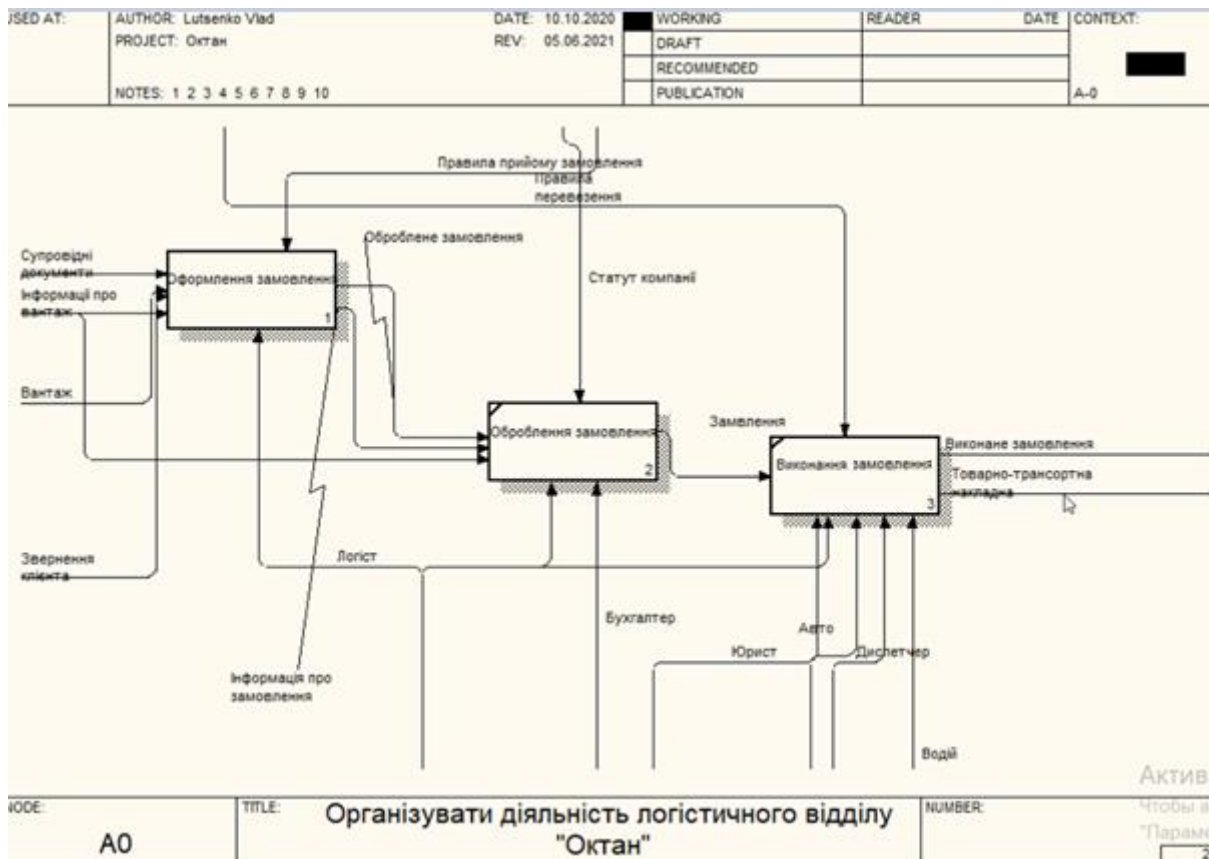 USED AT:
AUTHOR: Lutsenko Vlad
DATE: 10.10.2020
WORKING
READER
DATE
CONTEXT:
PROJECT: Октан
REV: 05.06.2021
DRAFT
RECOMMENDED
NOTES: 1 2 3 4 5 6 7 8 9 10
PUBLICATION
A-0
Правила прийому замовлення
Правила
перевезення
Оброблене замовлення
Супровідні
документи
Оформлення замовлення
1
Інформації про
вантаж
Статут компанії
Вантаж
Оброблення замовлення
2
Замвлення
Виконання замовлення
3
Виконане замовлення
Товарно-трансортна
накладна
Звернення
клієнта
Логіст
Бухгалтер
Авто
Юрист
Диспетчер
Інформація про
замовлення
Водій
Актив
Чтобы а
"Параме
NODE:
A0
TITLE:
Організувати діяльність логістичного відділу
"Октан"
NUMBER:
2